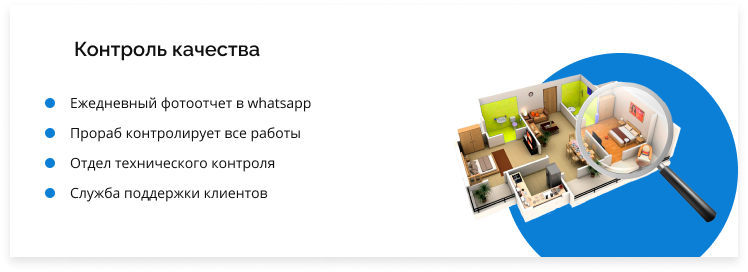 Контроль качества
Ежедневный фотоотчет в whatsapp
Прораб контролирует все работы
Отдел технического контроля
Служба поддержки клиентов